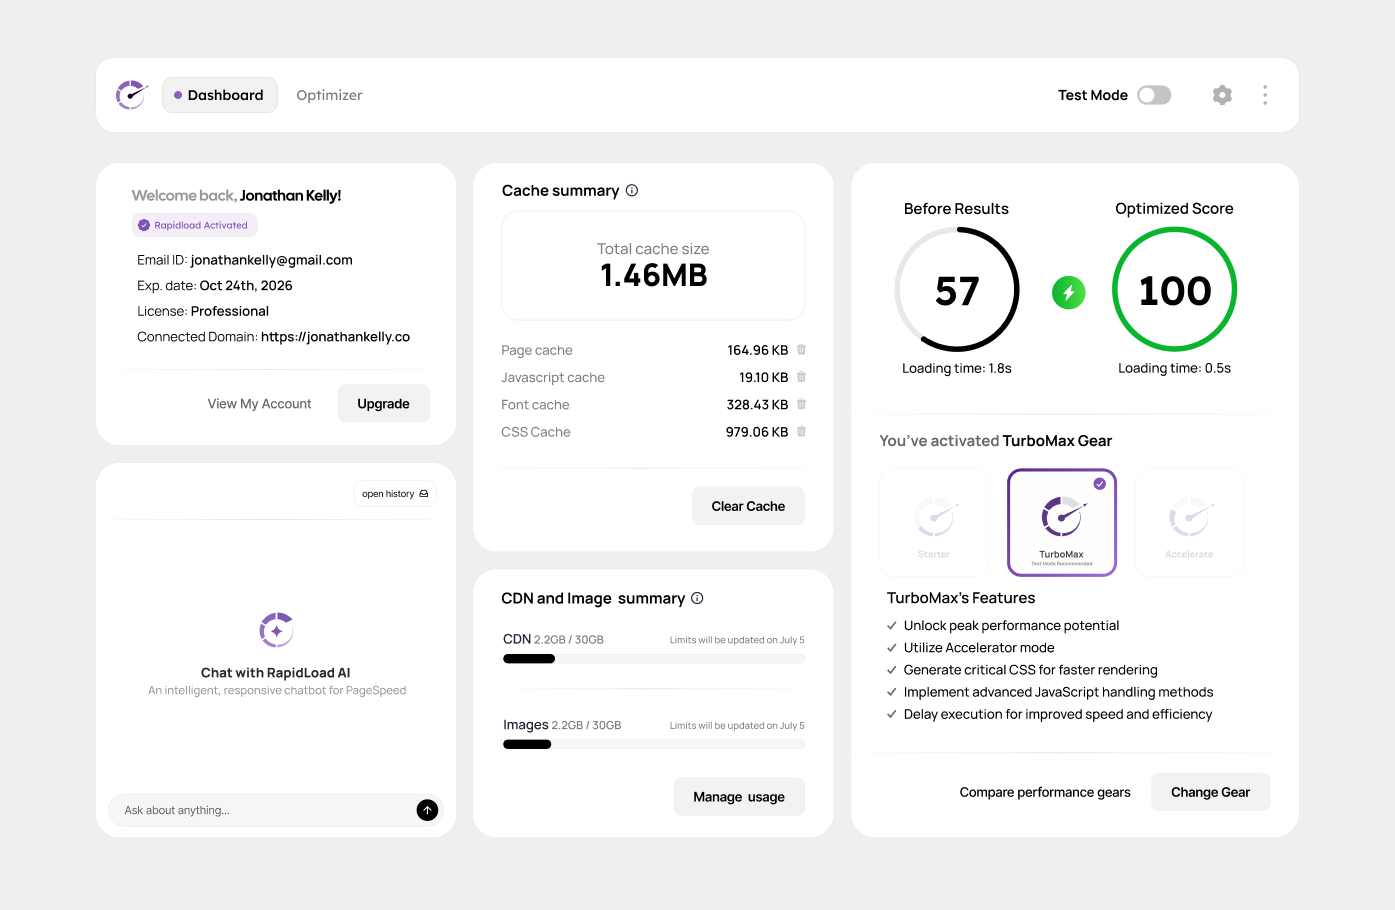 Dashboard
Optimizer
Test Mode
Welcome back, Jonathan Kelly!
Rapidload Activated
Email ID: jonathankelly@gmail.com
Exp. date: Oct 24th, 2026
License: Professional
Connected Domain: https://jonathankelly.co
View My Account
Upgrade
open history
Chat with RapidLoad AI
An intelligent, responsive chatbot for PageSpeed
Ask about anything...
Cache summary
Total cache size
1.46MB
Page cache 164.96 KB
Javascript cache 19.10 KB
Font cache 328.43 KB
CSS Cache 979.06 KB
Clear Cache
CDN and Image summary
CDN 2.2GB / 30GB Limits will be updated on July 5
Images 2.2GB / 30GB Limits will be updated on July 5
Manage usage
Before Results
57
Loading time: 1.8s
Optimized Score
100
Loading time: 0.5s
You've activated TurboMax Gear
Starter
TurboMax
Test Mode Recommended
Accelerate
TurboMax's Features
Unlock peak performance potential
Utilize Accelerator mode
Generate critical CSS for faster rendering
Implement advanced JavaScript handling methods
Delay execution for improved speed and efficiency
Compare performance gears
Change Gear